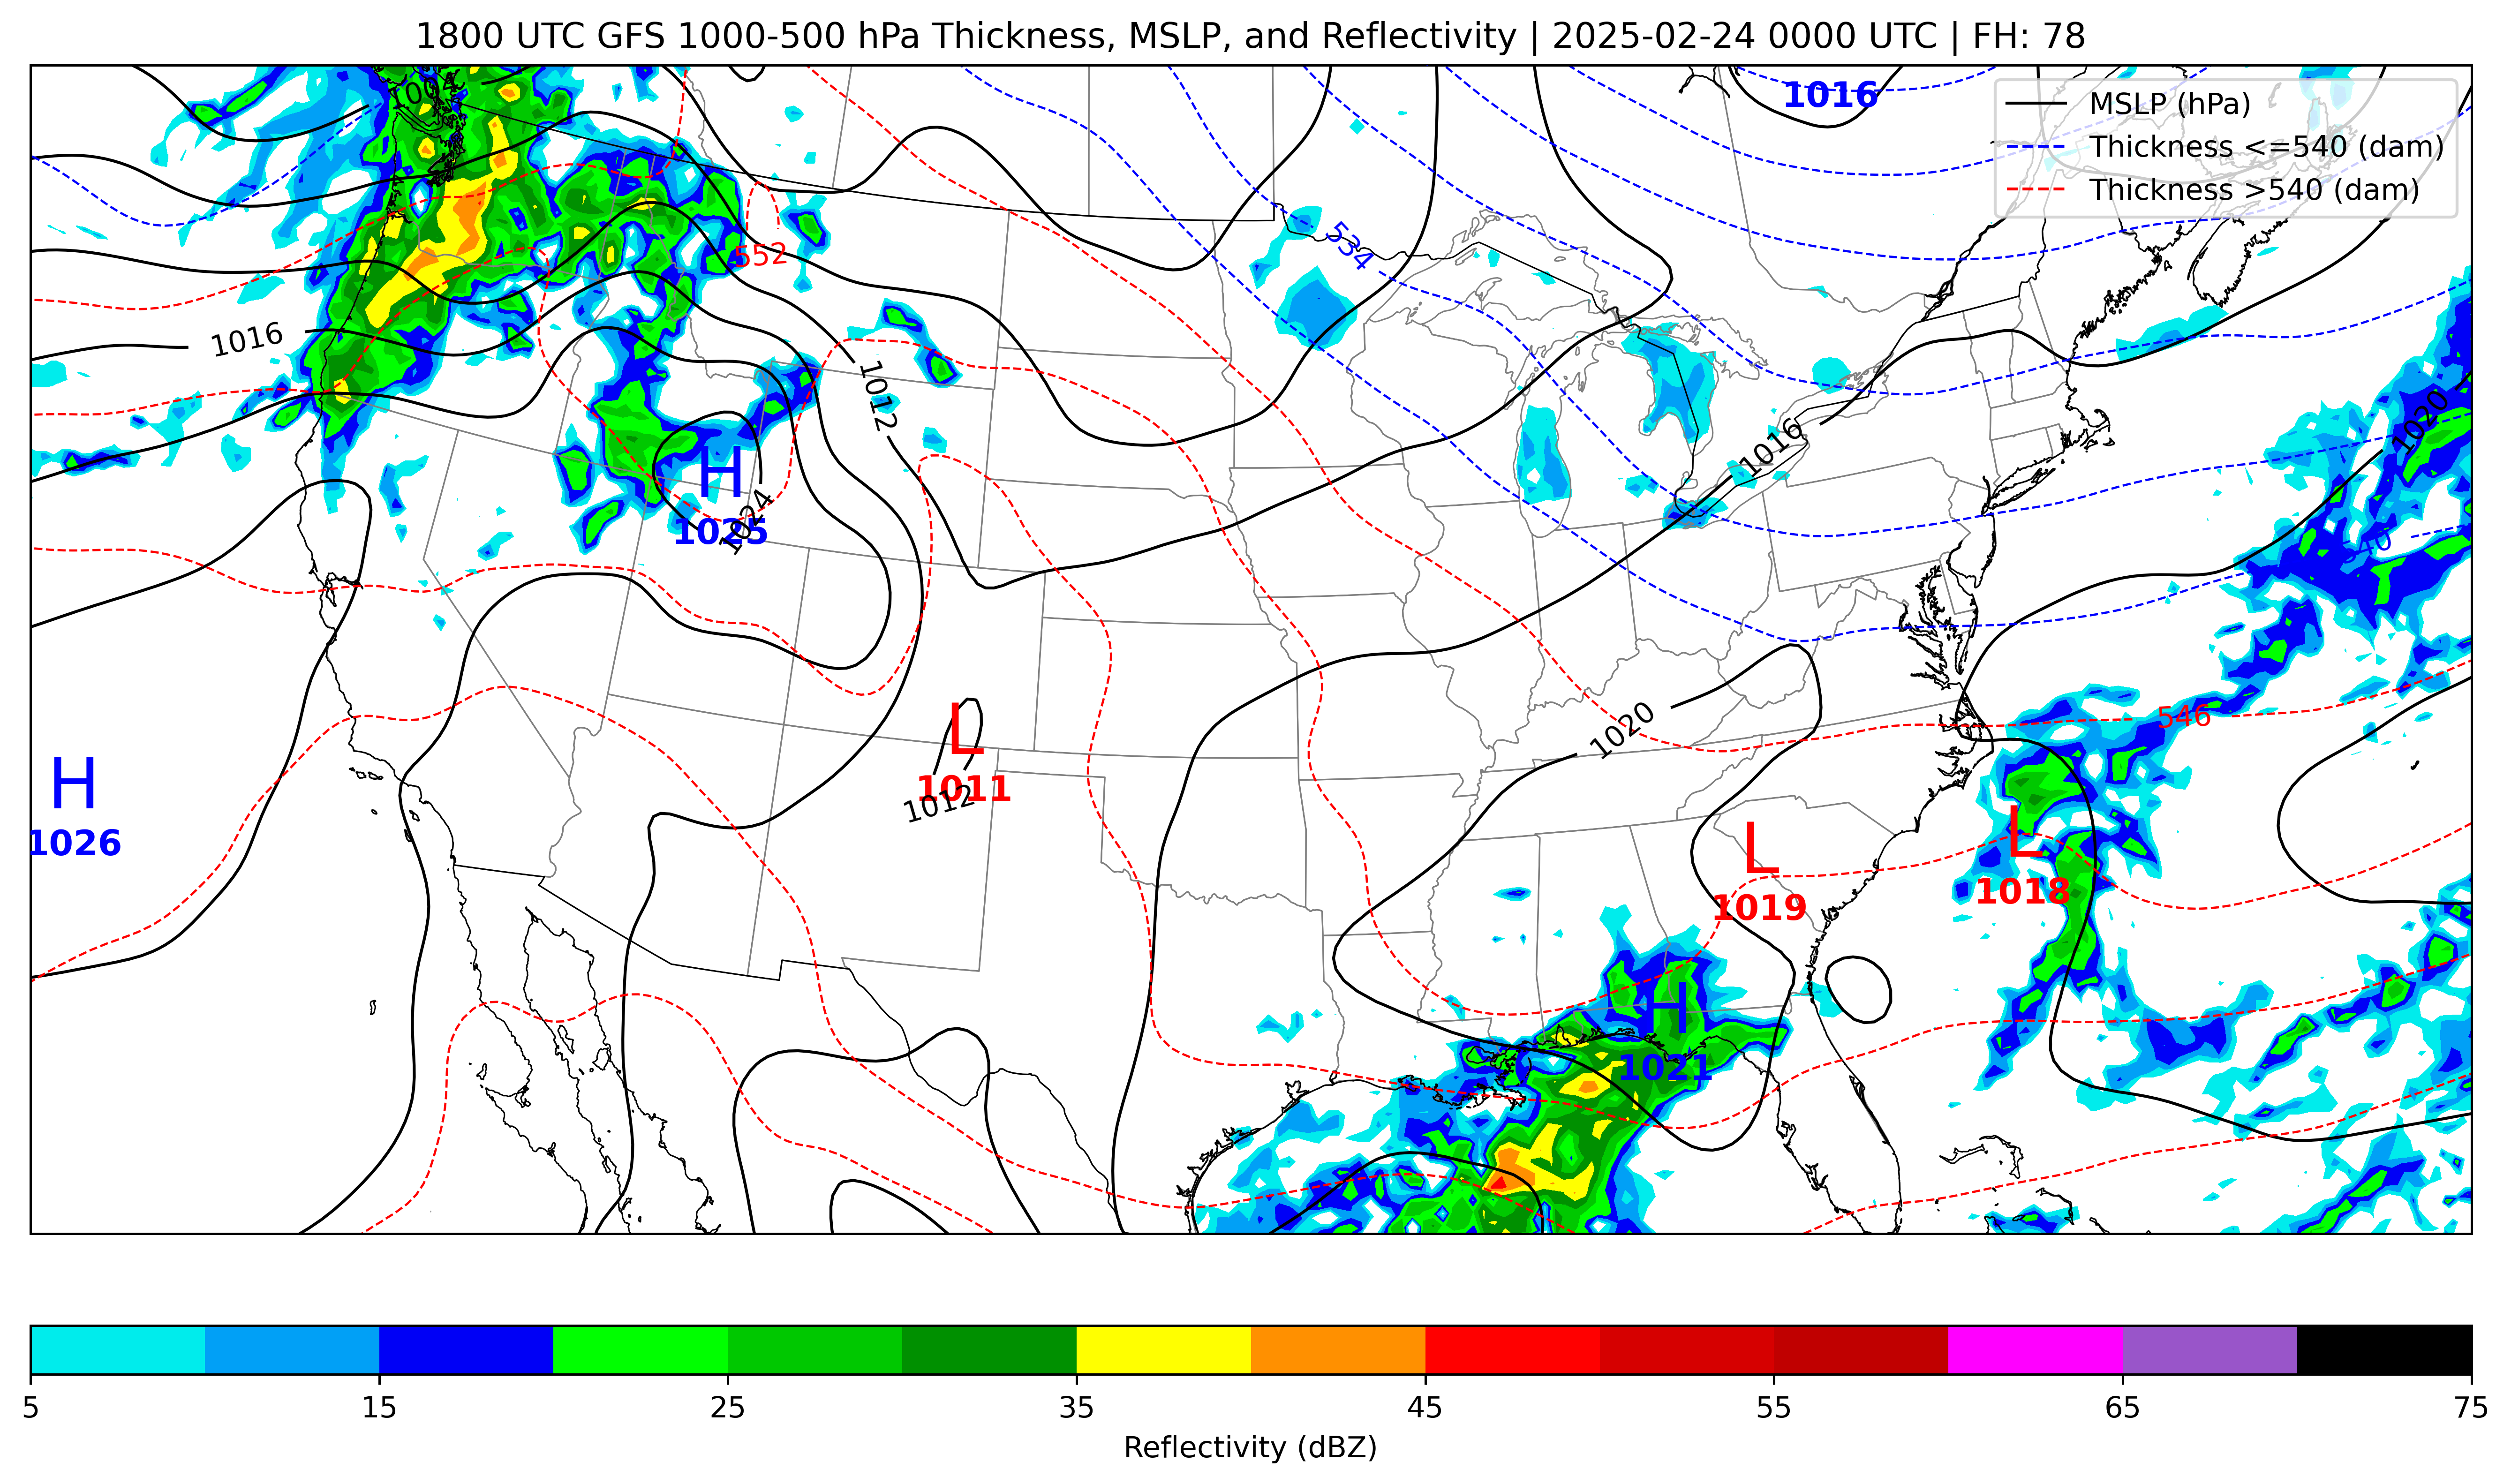 1800 UTC GFS 1000-500 hPa Thickness, MSLP, and Reflectivity | 2025-02-24 0000 UTC | FH: 78
1004
1016
MSLP (hPa)
Thickness <=540 (dam)
Thickness >540 (dam)
552
534
1016
1012
1020
1016
H
1025
1024
540
546
1020
L
1011
1012
H
1026
L
1019
L
1018
H
1021
5 15 25 35 45 55 65 75
Reflectivity (dBZ)